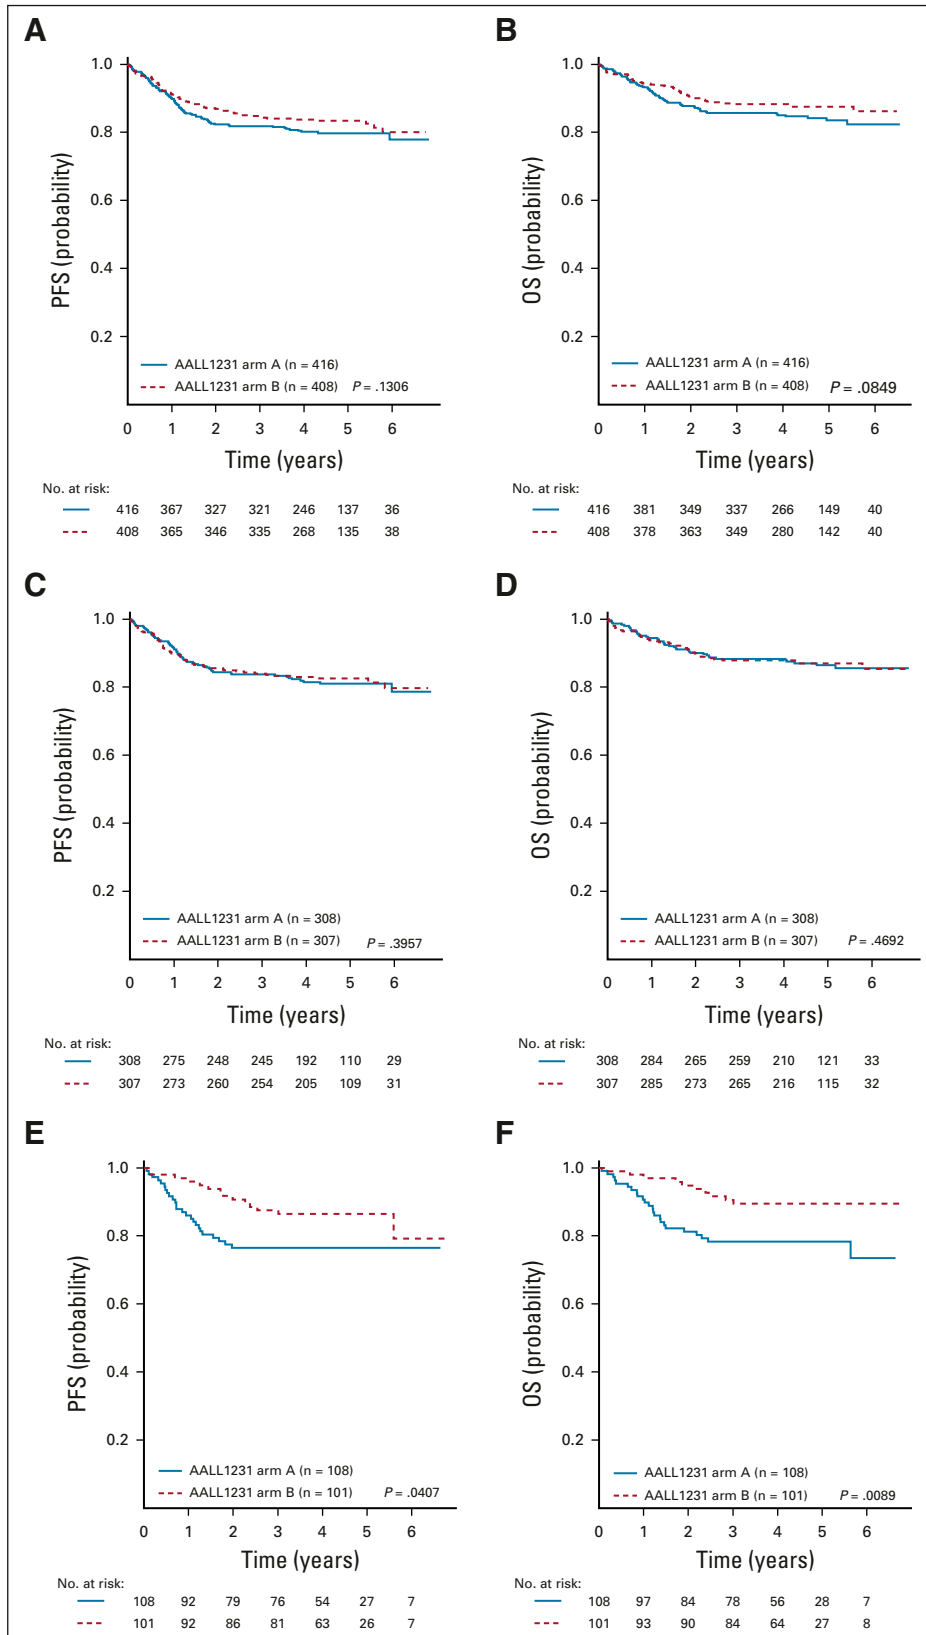 A
1.0
0.8
0.6
0.4
0.2
PFS (probability)
AALL1231 arm A (n = 416)
AALL1231 arm B (n = 408) P = .1306
0 1 2 3 4 5 6
Time (years)
No. at risk:
416 367 327 321 246 137 36
408 365 346 335 268 135 38
B
1.0
0.8
0.6
0.4
0.2
OS (probability)
AALL1231 arm A (n = 416)
AALL1231 arm B (n = 408) P = .0849
0 1 2 3 4 5 6
Time (years)
No. at risk:
416 381 349 337 266 149 40
408 378 363 349 280 142 40
C
1.0
0.8
0.6
0.4
0.2
PFS (probability)
AALL1231 arm A (n = 308)
AALL1231 arm B (n = 307) P = .3957
0 1 2 3 4 5 6
Time (years)
No. at risk:
308 275 248 245 192 110 29
307 273 260 254 205 109 31
D
1.0
0.8
0.6
0.4
0.2
OS (probability)
AALL1231 arm A (n = 308)
AALL1231 arm B (n = 307) P = .4692
0 1 2 3 4 5 6
Time (years)
No. at risk:
308 284 265 259 210 121 33
307 285 273 265 216 115 32
E
1.0
0.8
0.6
0.4
0.2
PFS (probability)
AALL1231 arm A (n = 108)
AALL1231 arm B (n = 101) P = .0407
0 1 2 3 4 5 6
Time (years)
No. at risk:
108 92 79 76 54 27 7
101 92 86 81 63 26 7
F
1.0
0.8
0.6
0.4
0.2
OS (probability)
AALL1231 arm A (n = 108)
AALL1231 arm B (n = 101) P = .0089
0 1 2 3 4 5 6
Time (years)
No. at risk:
108 97 84 78 56 28 7
101 93 90 84 64 27 8